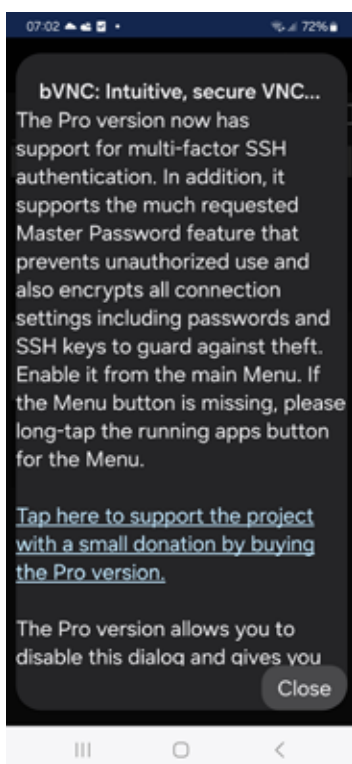 07:02 72%
bVNC: Intuitive, secure VNC...
The Pro version now has
support for multi-factor SSH
authentication. In addition, it
supports the much requested
Master Password feature that
prevents unauthorized use and
also encrypts all connection
settings including passwords and
SSH keys to guard against theft.
Enable it from the main Menu. If
the Menu button is missing, please
long-tap the running apps button
for the Menu.
Tap here to support the project
with a small donation by buying
the Pro version.
The Pro version allows you to
disable this dialog and gives you
Close